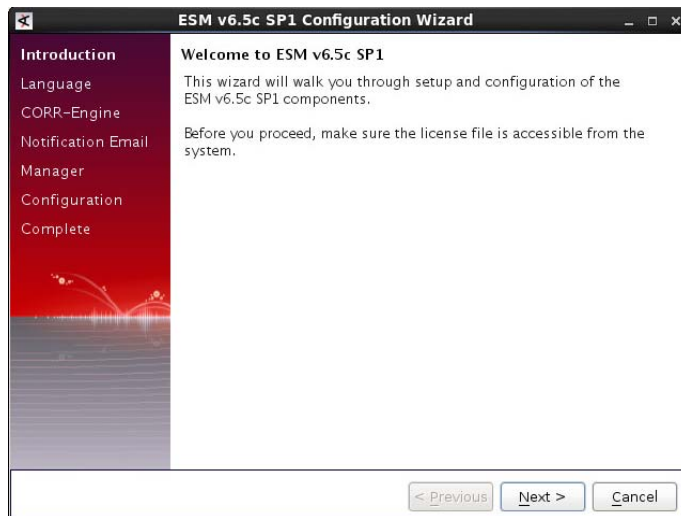 ESM v6.5c SP1 Configuration Wizard
Introduction
Language
CORR-Engine
Notification Email
Manager
Configuration
Complete
Welcome to ESM v6.5c SP1
This wizard will walk you through setup and configuration of the
ESM v6.5c SP1 components.
Before you proceed, make sure the license file is accessible from the
system.
< Previous
Next >
Cancel